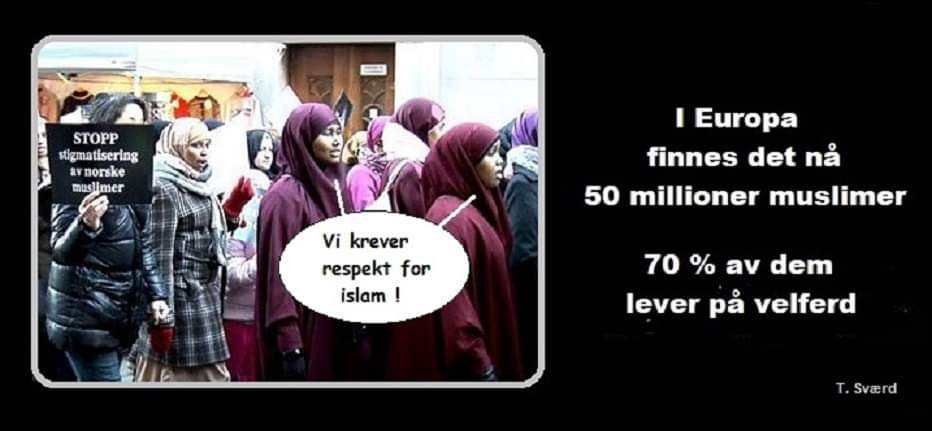 STOPP
stigmatisering
av norske
muslimer
Vi krever
respekt for
islam !
I Europa
finnes det nå
50 millioner muslimer
70 % av dem
lever på velferd
T. Sværd